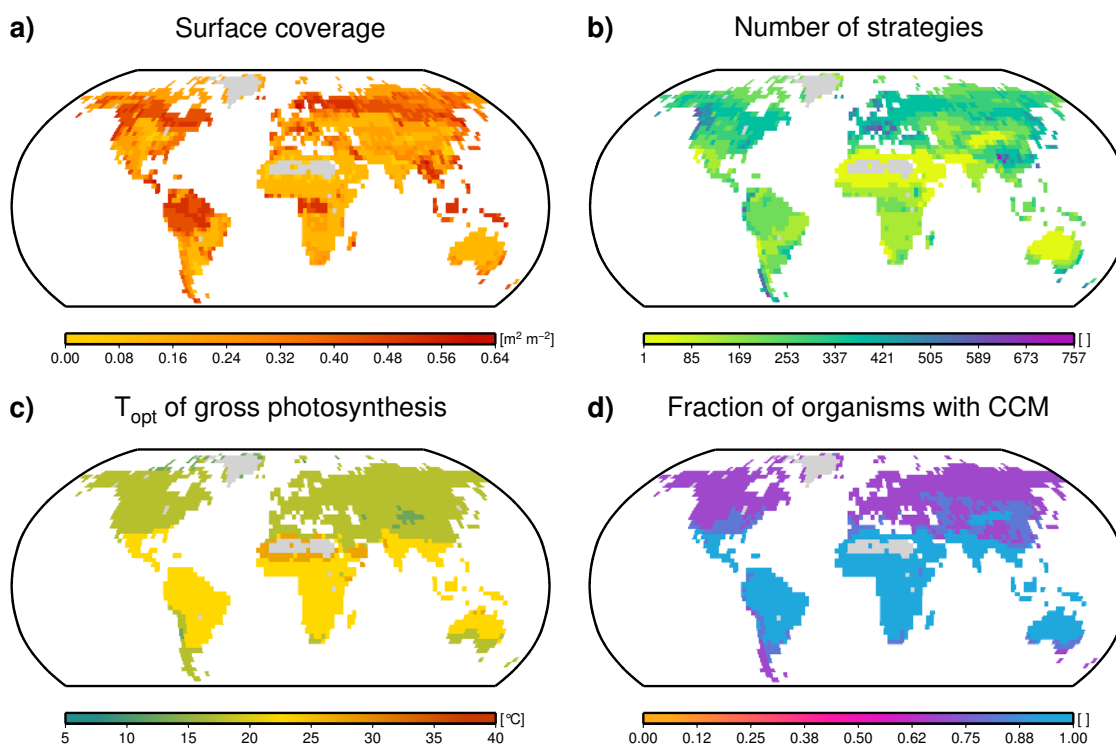 a) Surface coverage
b) Number of strategies
[m² m⁻²]
0.00 0.08 0.16 0.24 0.32 0.40 0.48 0.56 0.64
[ ]
1 85 169 253 337 421 505 589 673 757
c) Tₒₚₜ of gross photosynthesis
d) Fraction of organisms with CCM
[°C]
5 10 15 20 25 30 35 40
[ ]
0.00 0.12 0.25 0.38 0.50 0.62 0.75 0.88 1.00